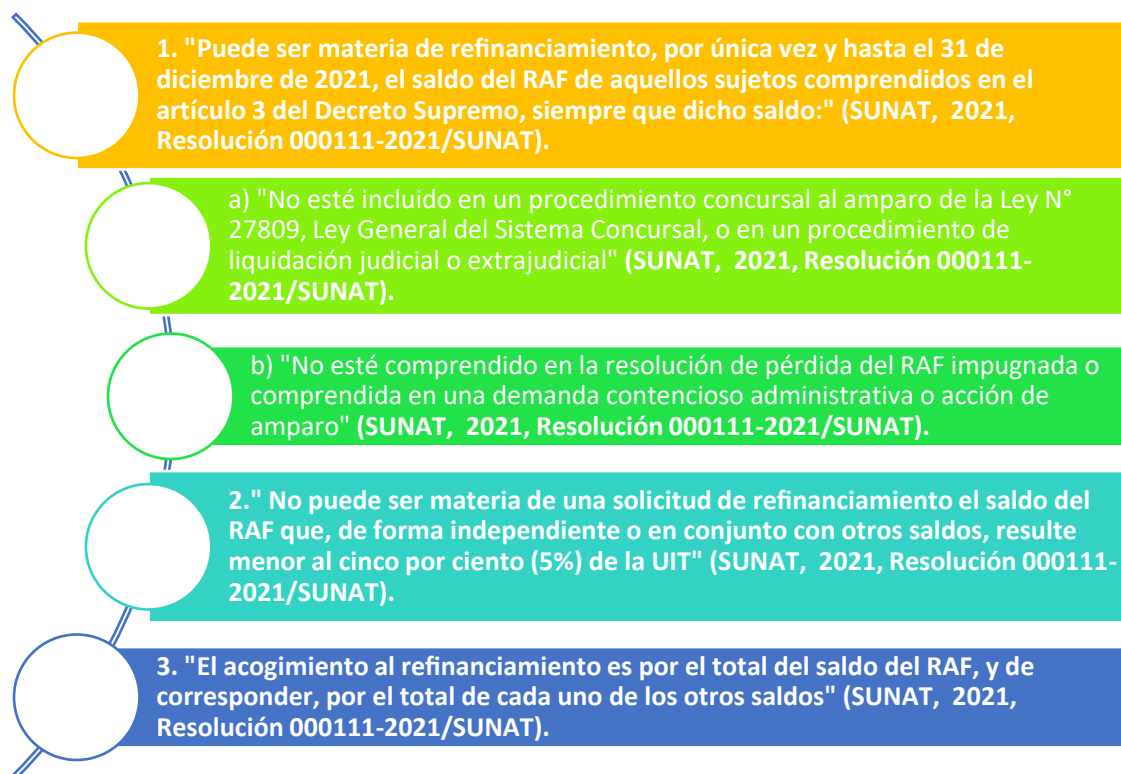 1. "Puede ser materia de refinanciamiento, por única vez y hasta el 31 de
diciembre de 2021, el saldo del RAF de aquellos sujetos comprendidos en el
artículo 3 del Decreto Supremo, siempre que dicho saldo:" (SUNAT, 2021,
Resolución 000111-2021/SUNAT).
a) "No esté incluido en un procedimiento concursal al amparo de la Ley N°
27809, Ley General del Sistema Concursal, o en un procedimiento de
liquidación judicial o extrajudicial" (SUNAT, 2021, Resolución 000111-
2021/SUNAT).
b) "No esté comprendido en la resolución de pérdida del RAF impugnada o
comprendida en una demanda contencioso administrativa o acción de
amparo" (SUNAT, 2021, Resolución 000111-2021/SUNAT).
2." No puede ser materia de una solicitud de refinanciamiento el saldo del
RAF que, de forma independiente o en conjunto con otros saldos, resulte
menor al cinco por ciento (5%) de la UIT" (SUNAT, 2021, Resolución 000111-
2021/SUNAT).
3. "El acogimiento al refinanciamiento es por el total del saldo del RAF, y de
corresponder, por el total de cada uno de los otros saldos" (SUNAT, 2021,
Resolución 000111-2021/SUNAT).